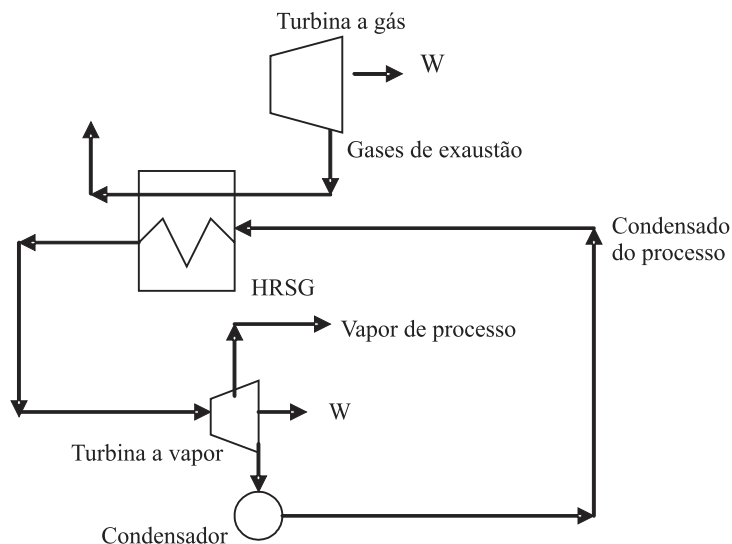 Turbina a gás
W
Gases de exaustão
Condensado
do processo
HRSG
Vapor de processo
W
Turbina a vapor
Condensador